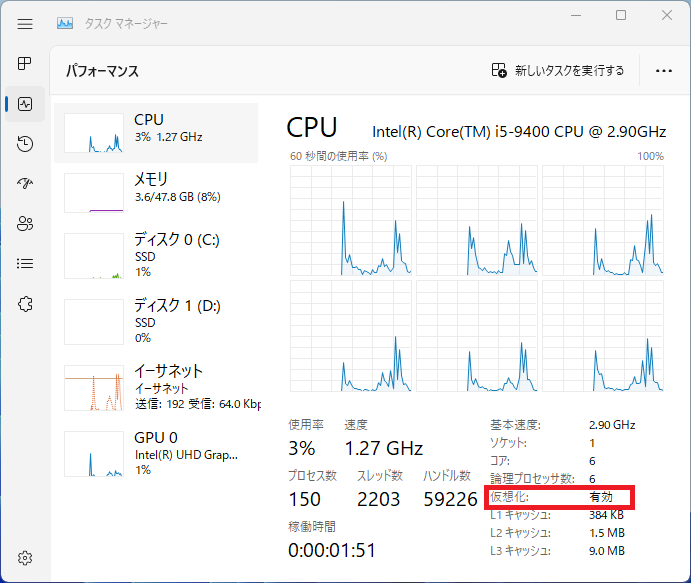 タスク マネージャー
パフォーマンス
新しいタスクを実行する
CPU
3% 1.27 GHz
メモリ
3.6/47.8 GB (8%)
ディスク 0 (C:)
SSD
1%
ディスク 1 (D:)
SSD
0%
イーサネット
イーサネット
送信: 192 受信: 64.0 Kbp
GPU 0
Intel(R) UHD Grap...
1%
CPU
Intel(R) Core(TM) i5-9400 CPU @ 2.90GHz
60 秒間の使用率 (%)
100%
使用率
速度
3%
1.27 GHz
プロセス数
スレッド数
ハンドル数
150
2203
59226
稼働時間
0:00:01:51
基本速度: 2.90 GHz
ソケット: 1
コア: 6
論理プロセッサ数: 6
仮想化: 有効
L1 キャッシュ: 384 KB
L2 キャッシュ: 1.5 MB
L3 キャッシュ: 9.0 MB